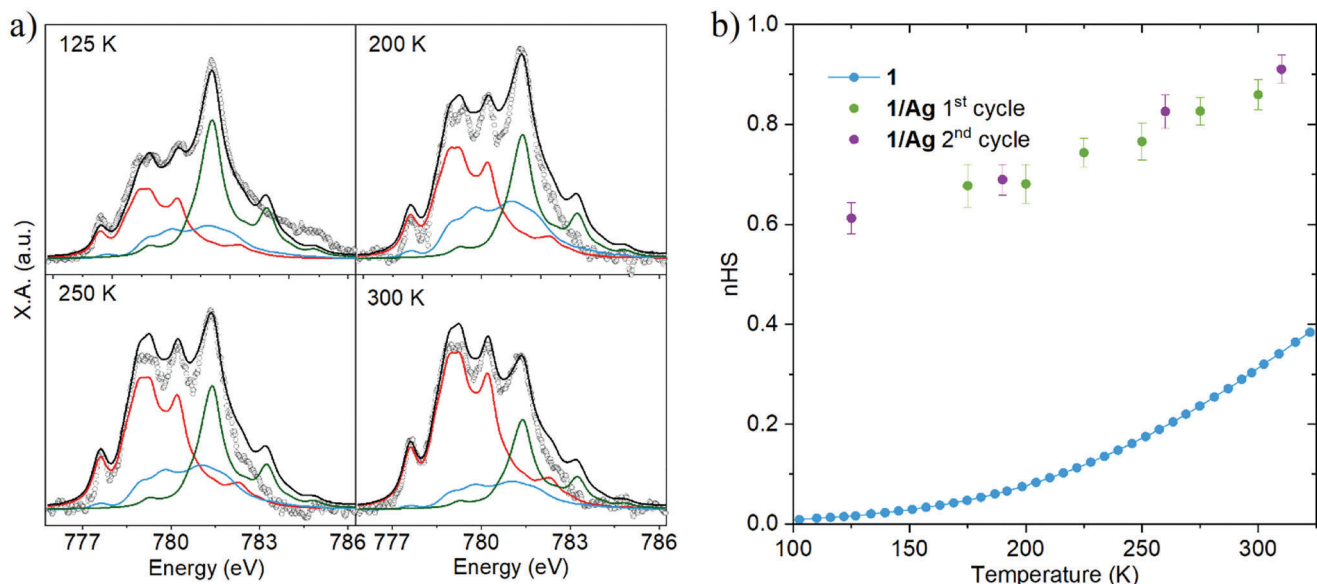 a)
125 K
200 K
250 K
300 K
X.A. (a.u.)
777 780 783 786 777 780 783 786
Energy (eV)
Energy (eV)
b)
1.0
0.8
0.6
0.4
0.2
0.0
nHS
1
1/Ag 1st cycle
1/Ag 2nd cycle
100 150 200 250 300
Temperature (K)